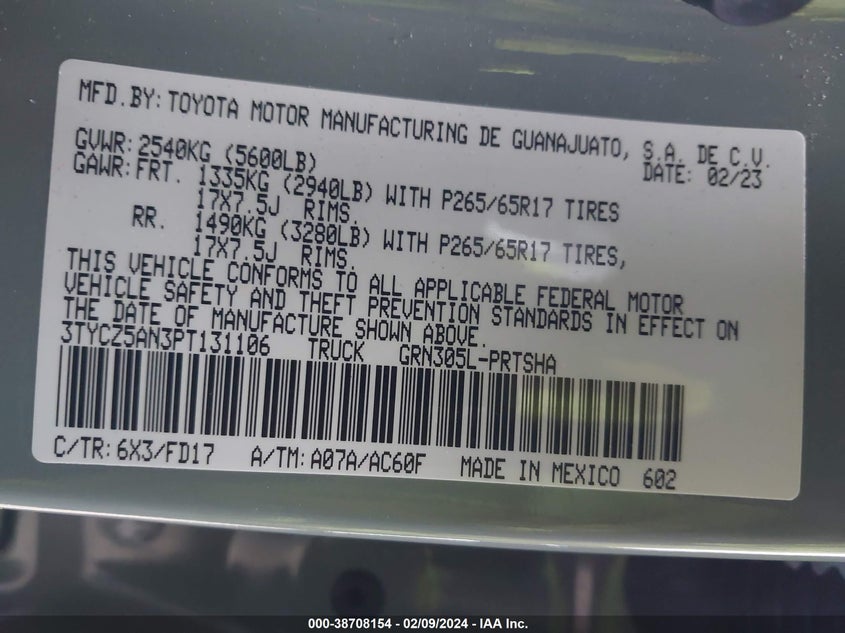 MFD.BY: TOYOTA MOTOR MANUFACTURING DE GUANAJUATO, S.A. DE C.V.
GVWR: 2540KG (5600LB) DATE: 02/23
GAWR: FRT. 1335KG (2940LB) WITH P265/65R17 TIRES
17X7.5J RIMS.
RR. 1490KG (3280LB) WITH P265/65R17 TIRES,
17X7.5J RIMS.
THIS VEHICLE CONFORMS TO ALL APPLICABLE FEDERAL MOTOR
VEHICLE SAFETY AND THEFT PREVENTION STANDARDS IN EFFECT ON
THE DATE OF MANUFACTURE SHOWN ABOVE.
3TYCZ5AN3PT131106 TRUCK GRN305L-PRTSHA
C/TR: 6X3/FD17 A/TM: A07A/AC60F MADE IN MEXICO 602
000-38708154 - 02/09/2024 - IAA Inc.